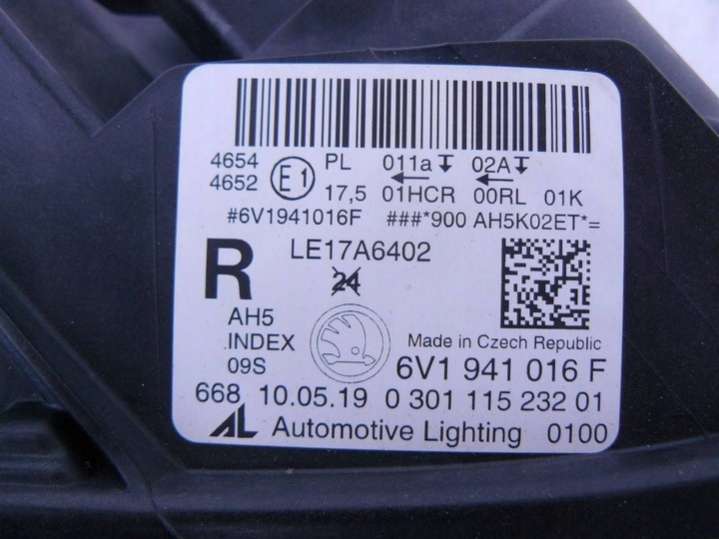 4654 E1 PL 011a 02A
4652 17,5 01HCR 00RL 01K
#6V1941016F ###*900 AH5K02ET*=
R LE17A6402
24
AH5
INDEX Made in Czech Republic
09S 6V1 941 016 F
668 10.05.19 0 301 115 232 01
AL Automotive Lighting 0100